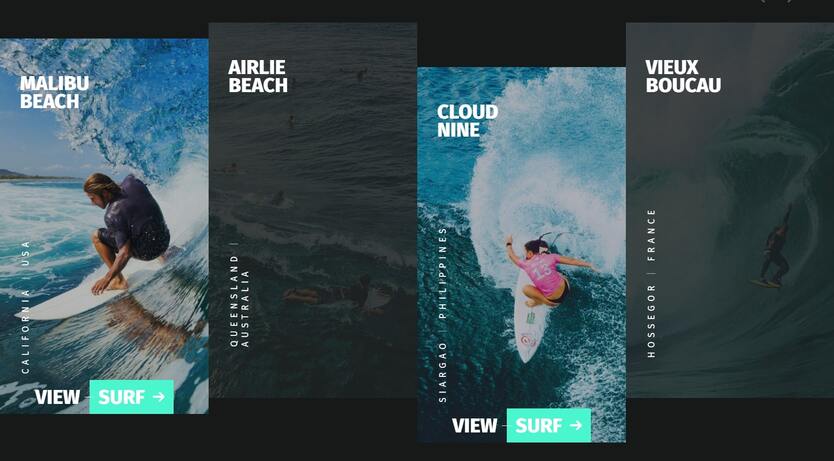 MALIBU
BEACH
CALIFORNIA USA
VIEW SURF →
AIRLIE
BEACH
QUEENSLAND |
AUSTRALIA
CLOUD
NINE
SIARGAO | PHILIPPINES
VIEW SURF →
VIEUX
BOUCAU
HOSSEGOR | FRANCE